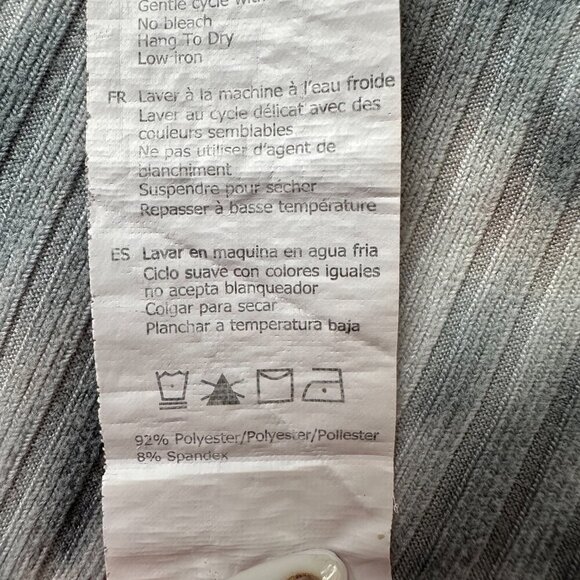 Gentle cycle with
No bleach
Hang To Dry
Low iron
FR Laver à la machine à l'eau froide
Laver au cycle délicat avec des
couleurs semblables
Ne pas utiliser d'agent de
blanchiment
Suspendre pour sécher
Repasser à basse température
ES Lavar en maquina en agua fria
Ciclo suave con colores iguales
no acepta blanqueador
Colgar para secar
Planchar a temperatura baja
92% Polyester/Polyester/Poliester
8% Spandex